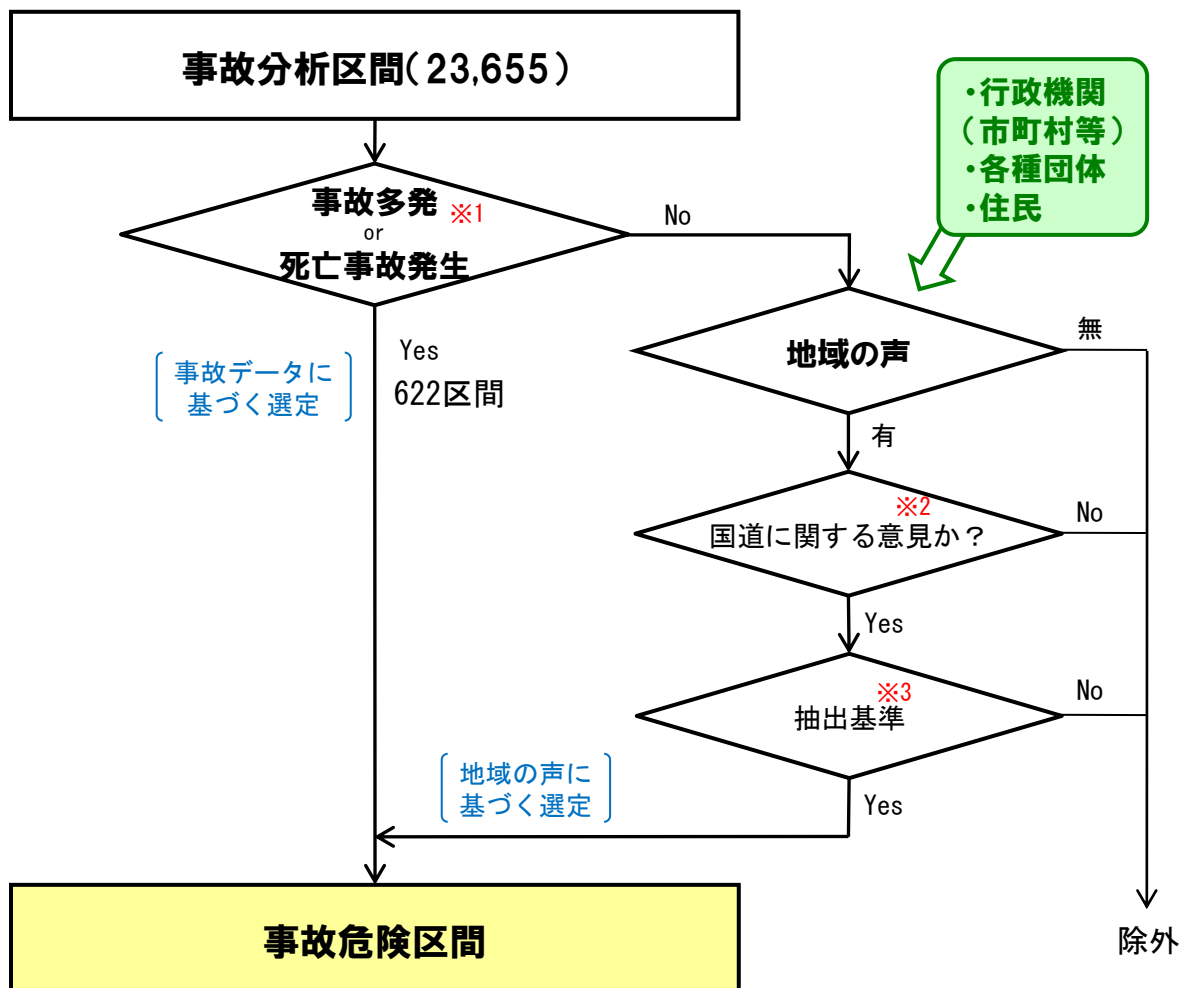 事故分析区間(23,655)
・行政機関
(市町村等)
・各種団体
・住民
事故多発 ※1
or
死亡事故発生
No
地域の声
無
Yes
622区間
事故データに
基づく選定
有
※2
国道に関する意見か？
No
Yes
※3
抽出基準
No
地域の声に
基づく選定
Yes
事故危険区間
除外